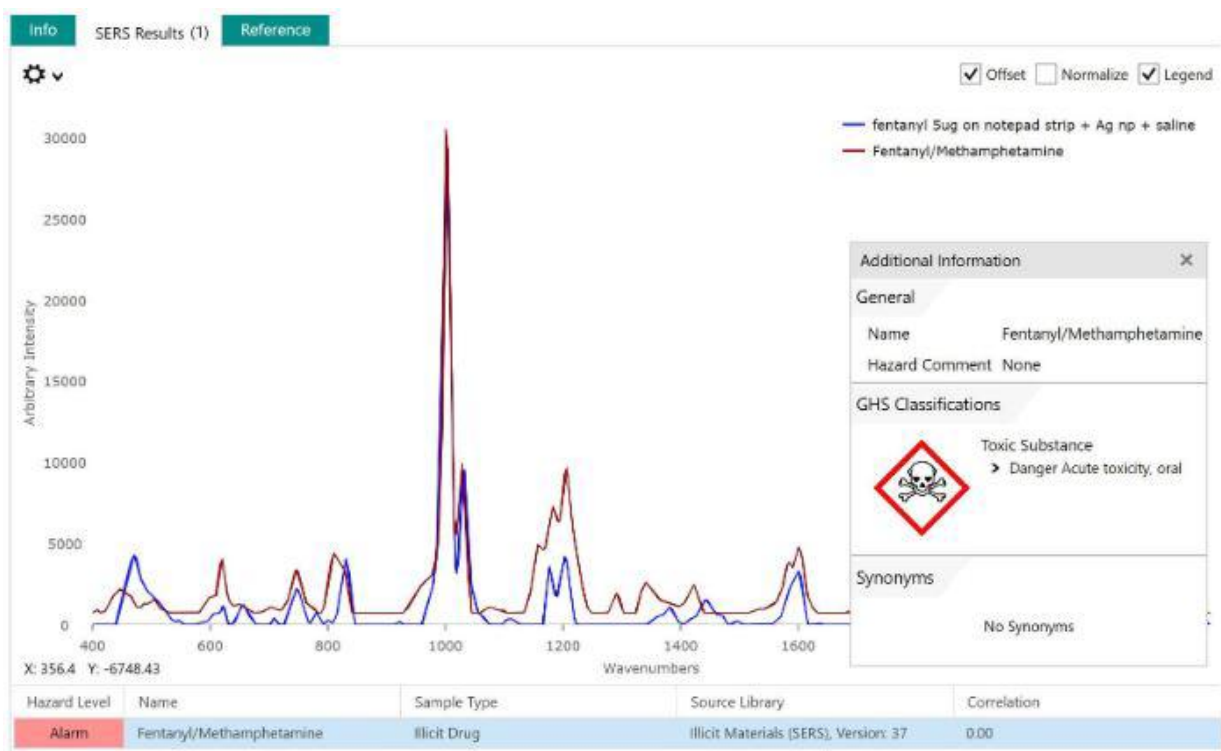 Info SERS Results (1) Reference
Offset Normalize Legend
fentanyl 5ug on notepad strip + Ag np + saline
Fentanyl/Methamphetamine
30000
25000
20000
15000
10000
5000
0
Arbitrary Intensity
400 600 800 1000 1200 1400 1600
X: 356.4 Y: -6748.43
Wavenumbers
Additional Information
General
Name Fentanyl/Methamphetamine
Hazard Comment None
GHS Classifications
Toxic Substance
Danger Acute toxicity, oral
Synonyms
No Synonyms
Hazard Level Name Sample Type Source Library Correlation
Alarm Fentanyl/Methamphetamine Illicit Drug Illicit Materials (SERS), Version: 37 0.00